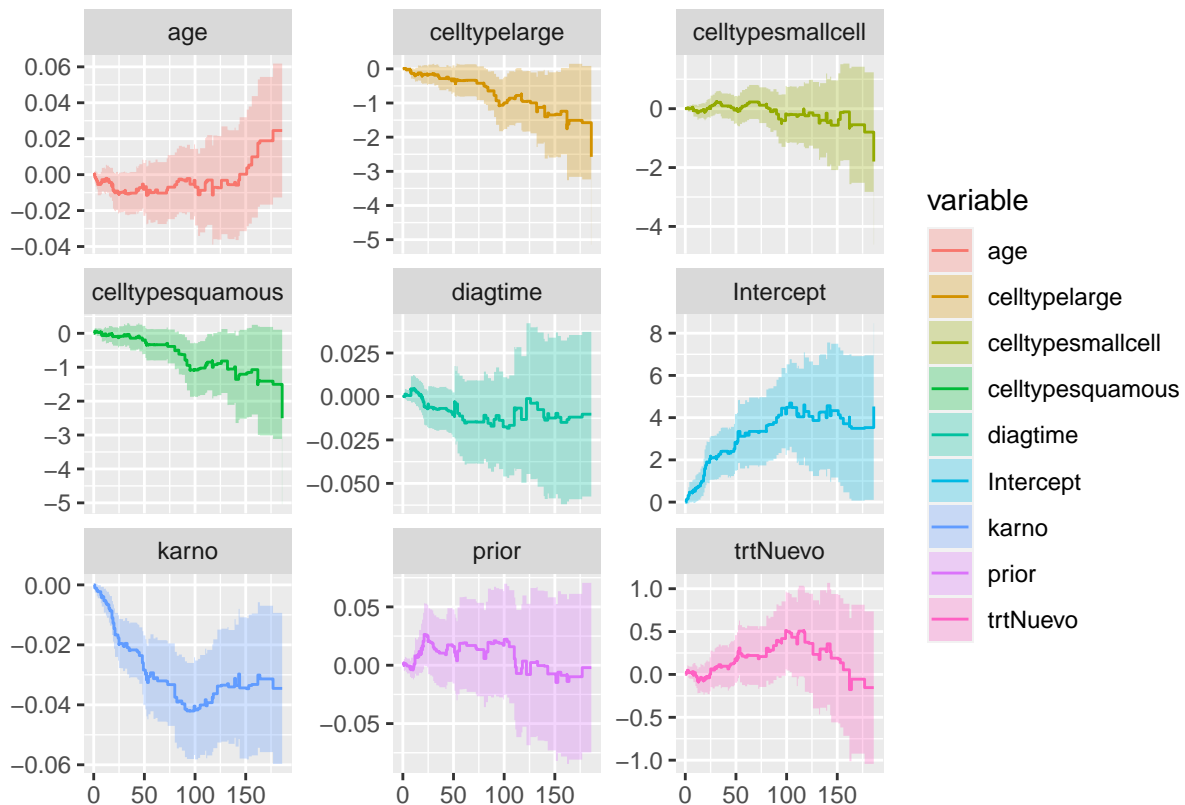 age
celltypelarge
celltypesmallcell
0.06
0.04
0.02
0.00
−0.02
−0.04
0
−1
−2
−3
−4
−5
0
−2
−4
celltypesquamous
diagtime
Intercept
0
−1
−2
−3
−4
−5
0.025
0.000
−0.025
−0.050
8
6
4
2
0
karno
prior
trtNuevo
0.00
−0.02
−0.04
−0.06
0.05
0.00
−0.05
1.0
0.5
0.0
−0.5
−1.0
0 50 100 150
0 50 100 150
0 50 100 150
variable
age
celltypelarge
celltypesmallcell
celltypesquamous
diagtime
Intercept
karno
prior
trtNuevo